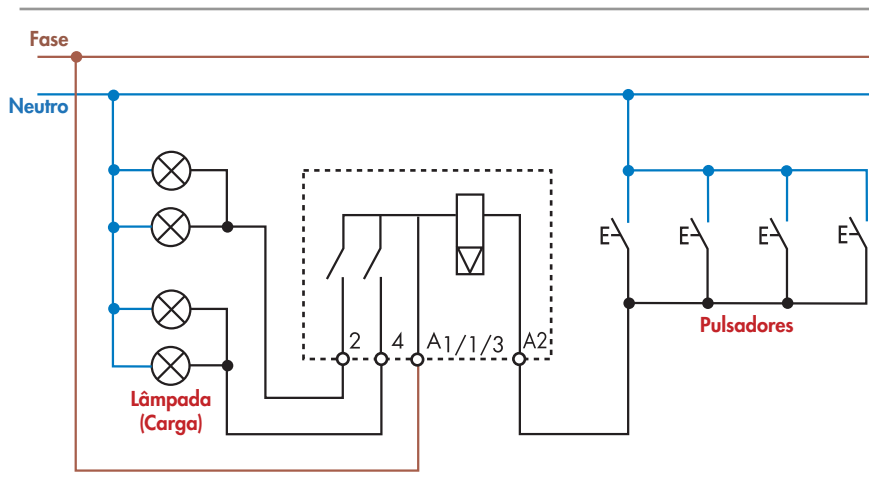 Fase
Neutro
E E E E
2 4 A1/1/3 A2
Pulsadores
Lâmpada
(Carga)